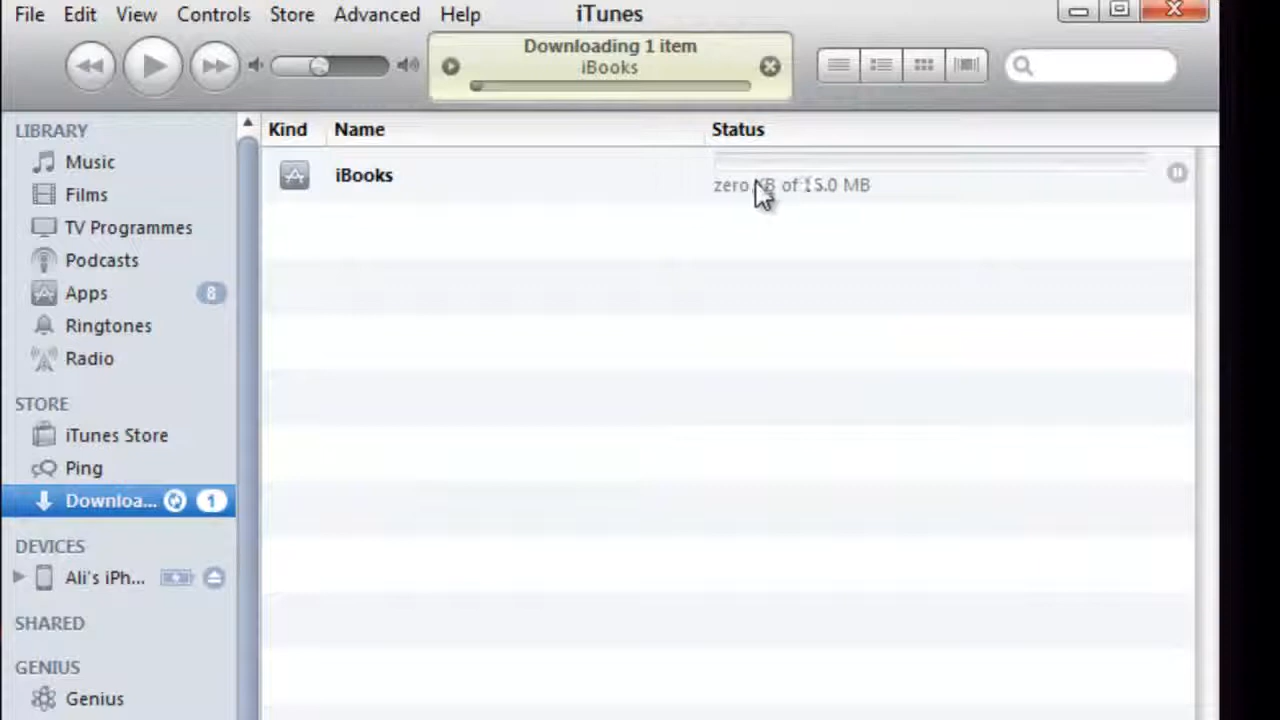 File Edit View Controls Store Advanced Help
iTunes
Downloading 1 item
iBooks
LIBRARY
Music
Films
TV Programmes
Podcasts
Apps 8
Ringtones
Radio
STORE
iTunes Store
Ping
Downloa... 1
DEVICES
Ali's iPh...
SHARED
GENIUS
Genius
Kind Name Status
iBooks
zero KB of 15.0 MB